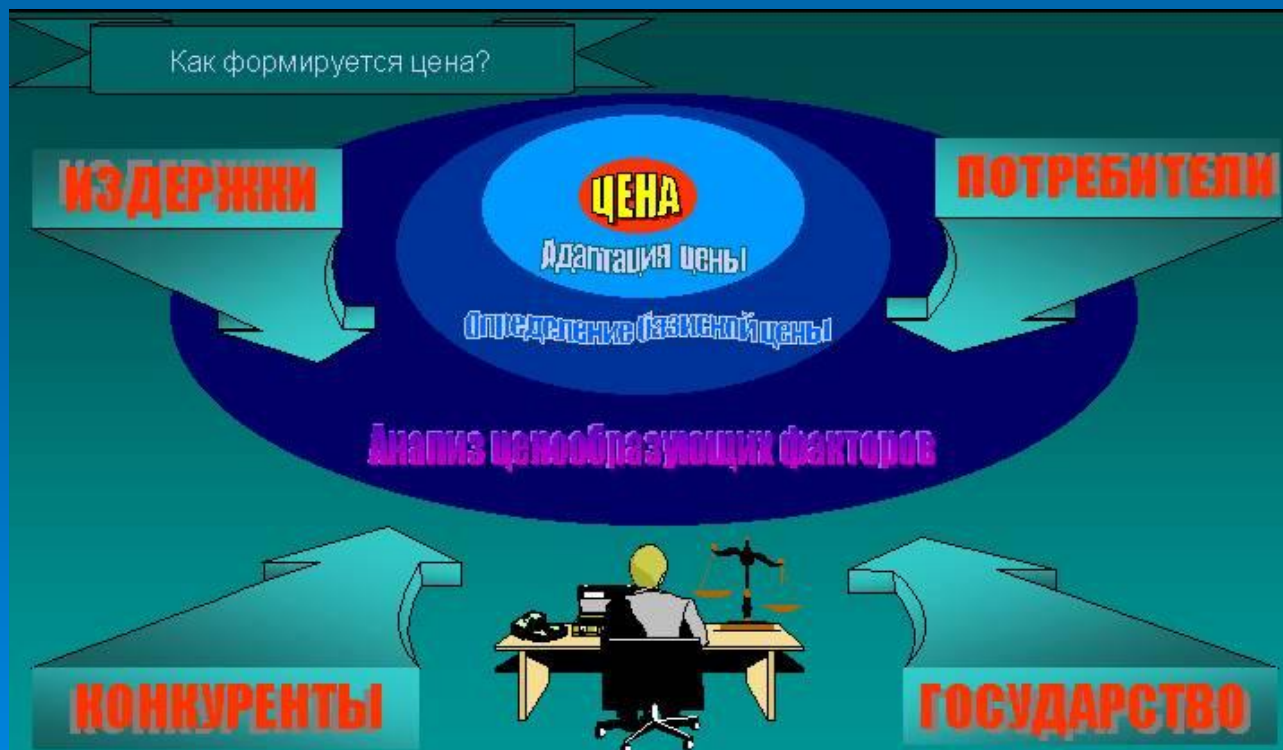 Как формируется цена?
ИЗДЕРЖКИ
ПОТРЕБИТЕЛИ
ЦЕНА
Адаптация цены
Определение базисной цены
Анализ ценообразующих факторов
КОНКУРЕНТЫ
ГОСУДАРСТВО